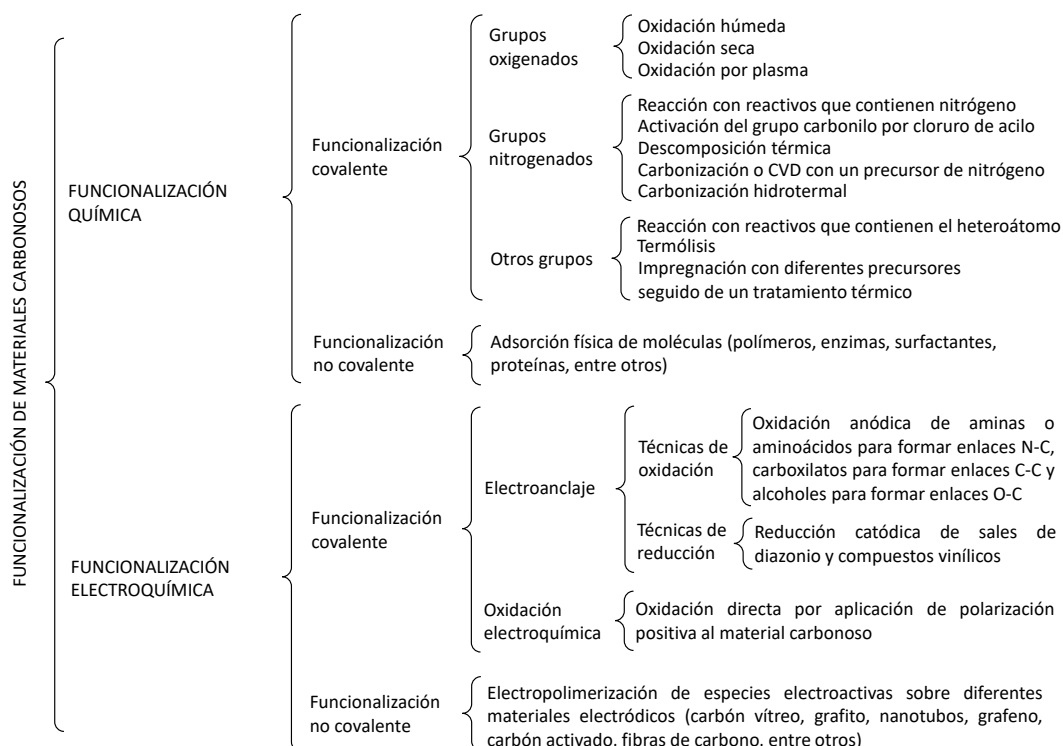 FUNCIONALIZACIÓN DE MATERIALES CARBONOSOS
FUNCIONALIZACIÓN
QUÍMICA
Funcionalización
covalente
Grupos
oxigenados
Oxidación húmeda
Oxidación seca
Oxidación por plasma
Grupos
nitrogenados
Reacción con reactivos que contienen nitrógeno
Activación del grupo carbonilo por cloruro de acilo
Descomposición térmica
Carbonización o CVD con un precursor de nitrógeno
Carbonización hidrotermal
Otros grupos
Reacción con reactivos que contienen el heteroátomo
Termólisis
Impregnación con diferentes precursores
seguido de un tratamiento térmico
Funcionalización
no covalente
Adsorción física de moléculas (polímeros, enzimas, surfactantes,
proteínas, entre otros)
FUNCIONALIZACIÓN
ELECTROQUÍMICA
Funcionalización
covalente
Electroanclaje
Técnicas de
oxidación
Oxidación anódica de aminas o
aminoácidos para formar enlaces N-C,
carboxilatos para formar enlaces C-C y
alcoholes para formar enlaces O-C
Técnicas de
reducción
Reducción catódica de sales de
diazonio y compuestos vinílicos
Oxidación
electroquímica
Oxidación directa por aplicación de polarización
positiva al material carbonoso
Funcionalización
no covalente
Electropolimerización de especies electroactivas sobre diferentes
materiales electródicos (carbón vítreo, grafito, nanotubos, grafeno,
carbón activado, fibras de carbono, entre otros)